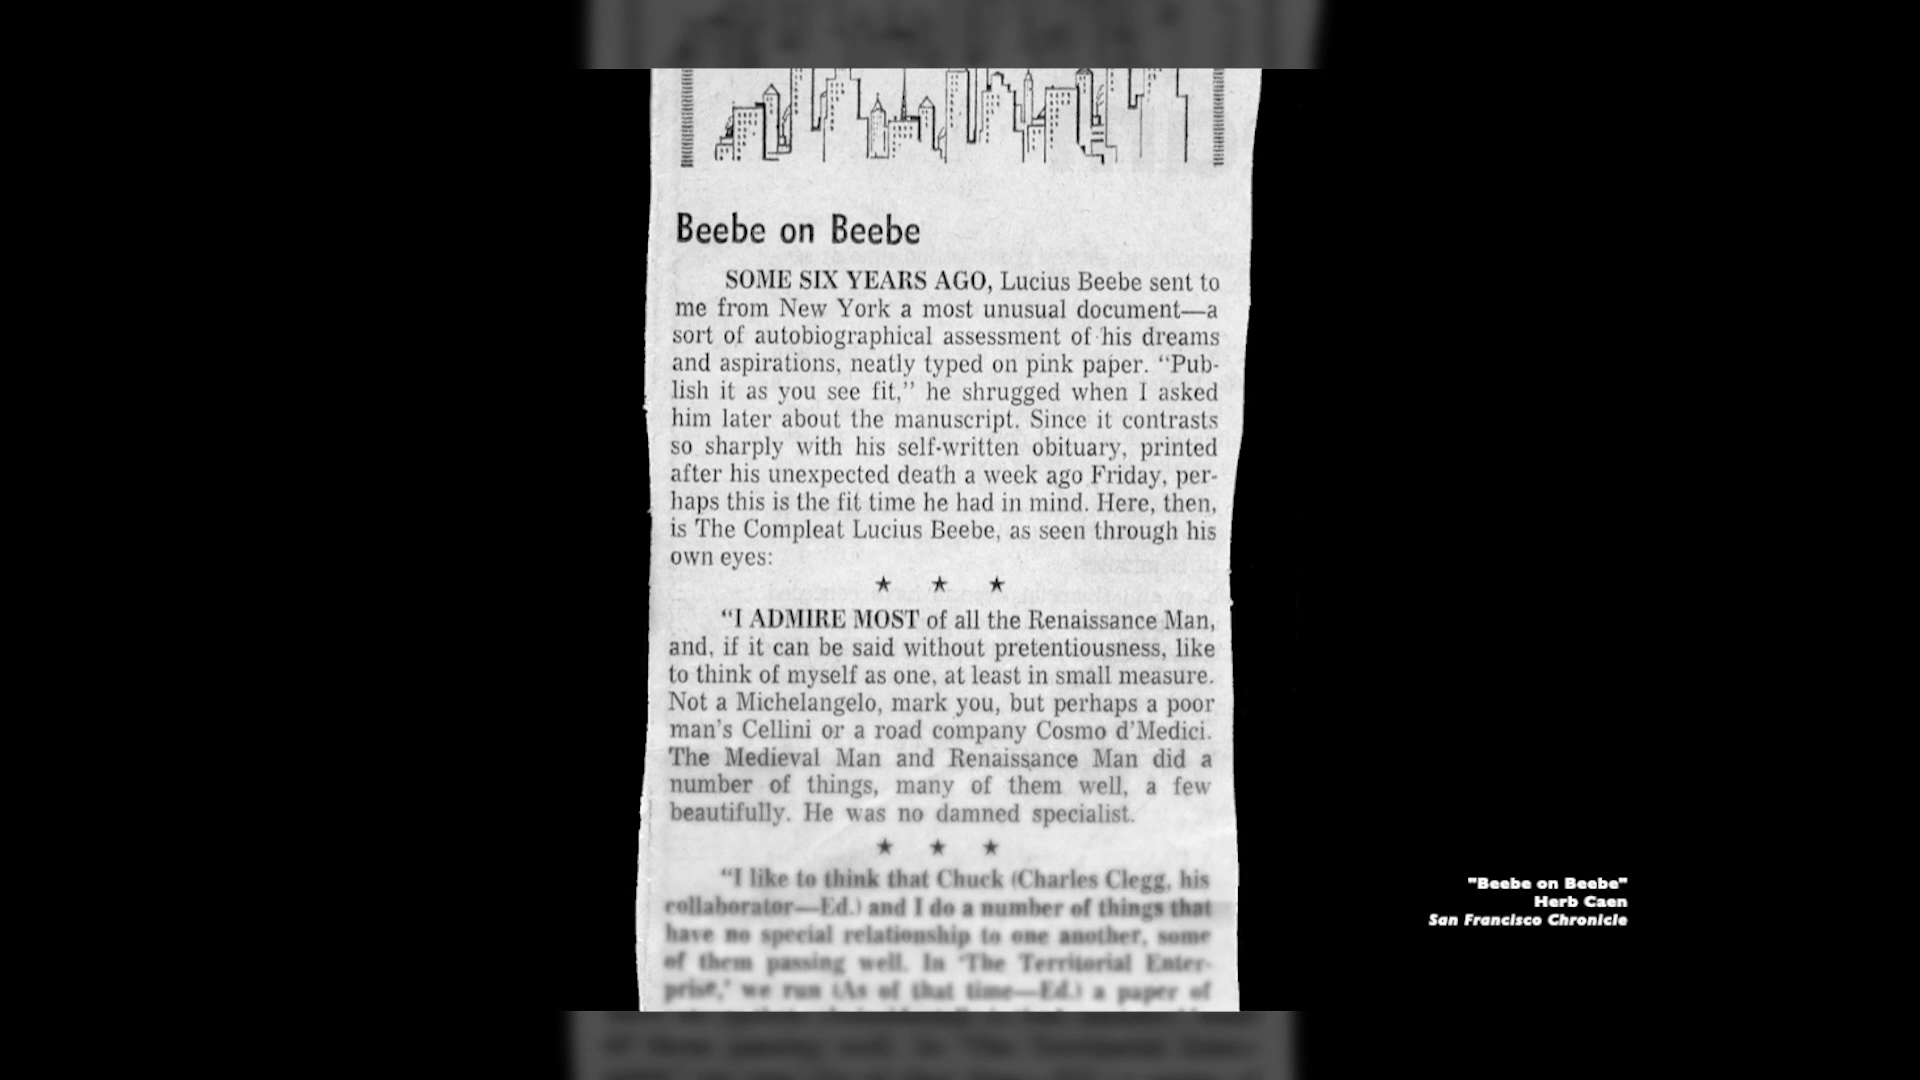 Beebe on Beebe
SOME SIX YEARS AGO, Lucius Beebe sent to
me from New York a most unusual document—a
sort of autobiographical assessment of his dreams
and aspirations, neatly typed on pink paper. “Pub-
lish it as you see fit,” he shrugged when I asked
him later about the manuscript. Since it contrasts
so sharply with his self-written obituary, printed
after his unexpected death a week ago Friday, per-
haps this is the fit time he had in mind. Here, then,
is The Compleat Lucius Beebe, as seen through his
own eyes:
★ ★ ★
“I ADMIRE MOST of all the Renaissance Man,
and, if it can be said without pretentiousness, like
to think of myself as one, at least in small measure.
Not a Michelangelo, mark you, but perhaps a poor
man’s Cellini or a road company Cosmo d’Medici.
The Medieval Man and Renaissance Man did a
number of things, many of them well, a few
beautifully. He was no damned specialist.
★ ★ ★
“I like to think that Chuck (Charles Clegg, his
collaborator—Ed.) and I do a number of things that
have no special relationship to one another, some
of them passing well. In ‘The Territorial Enter-
prise,’ we run (As of that time—Ed.) a paper of
"Beebe on Beebe"
Herb Caen
San Francisco Chronicle